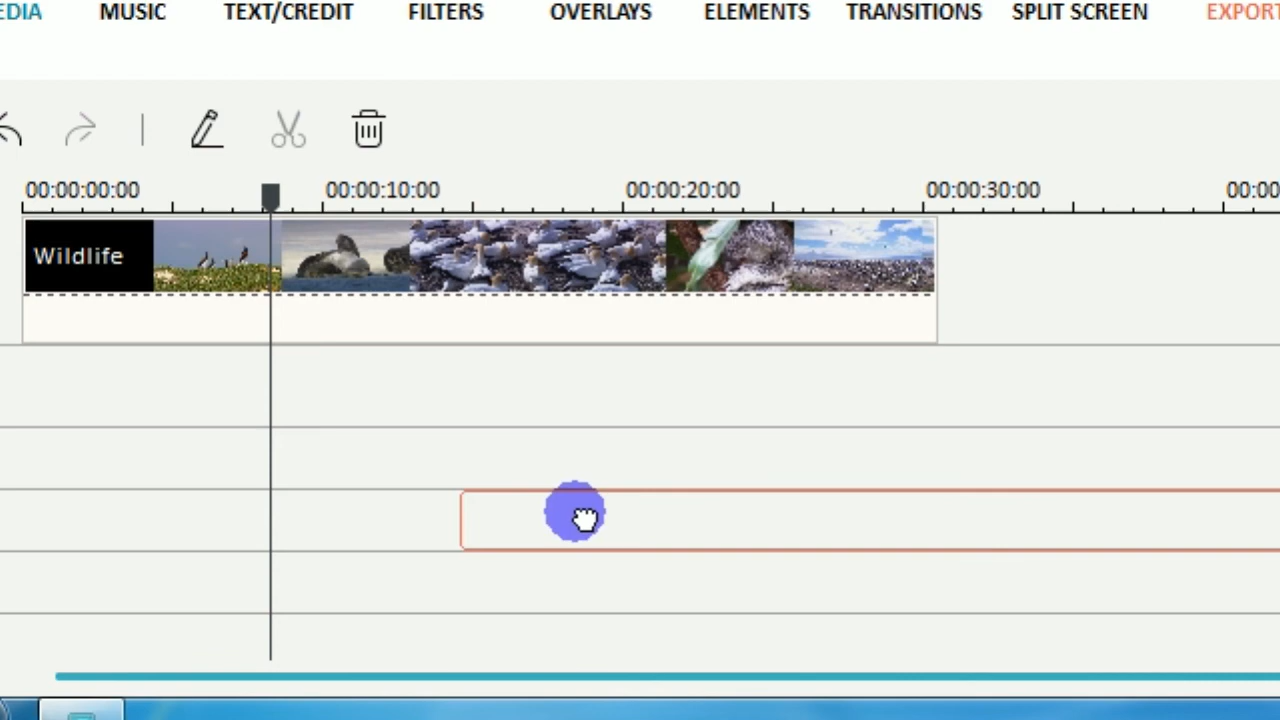 EDIA MUSIC TEXT/CREDIT FILTERS OVERLAYS ELEMENTS TRANSITIONS SPLIT SCREEN EXPORT
00:00:00:00 00:00:10:00 00:00:20:00 00:00:30:00 00:00
Wildlife